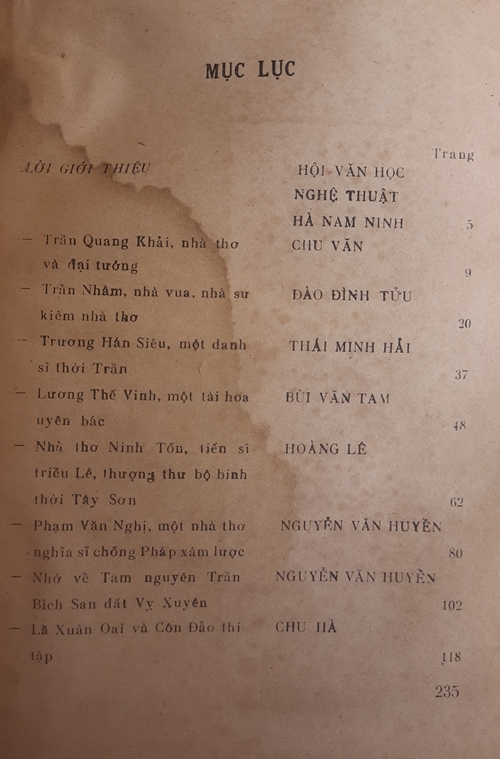 MỤC LỤC
Trang
LỜI GIỚI THIỆU HỘI VĂN HỌC
NGHỆ THUẬT
HÀ NAM NINH 5
— Trần Quang Khải, nhà thơ CHU VĂN
và đại tướng 9
— Trần Nhâm, nhà vua, nhà sư ĐÀO ĐÌNH TỬU
kiêm nhà thơ 20
— Trương Hán Siêu, một danh THÁI MINH HẢI
sĩ thời Trần 37
— Lương Thế Vinh, một tài hoa BÙI VĂN TAM
uyên bác 48
— Nhà thơ Ninh Tốn, tiến sĩ HOÀNG LÊ
triều Lê, thượng thư bộ binh
thời Tây Sơn 62
— Phạm Văn Nghị, một nhà thơ NGUYỄN VĂN HUYỀN
nghĩa sĩ chống Pháp xâm lược 80
— Nhớ về Tam nguyên Trần NGUYỄN VĂN HUYỀN
Bích San đất Vỵ Xuyên 102
— Lã Xuân Oai và Côn Đảo thi CHU HÀ
tập 118
235